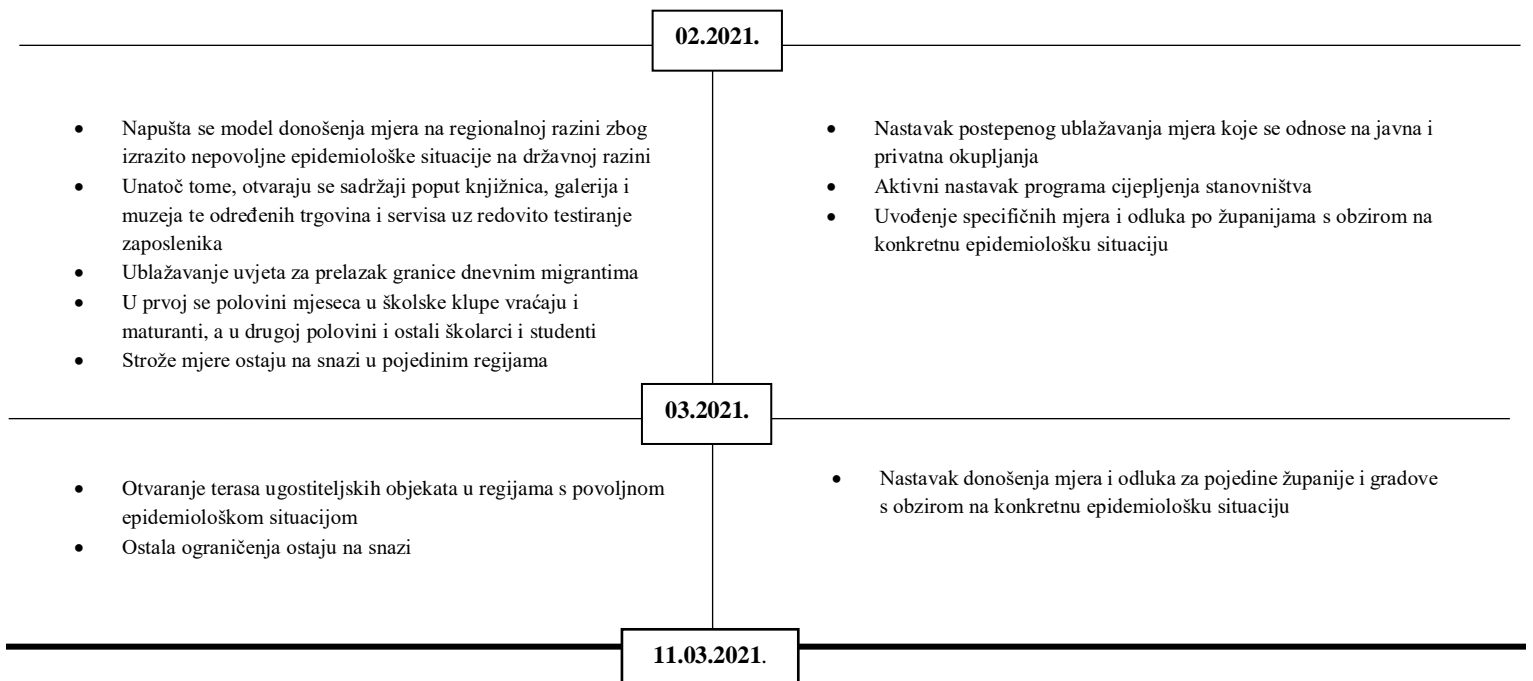 02.2021.
• Napušta se model donošenja mjera na regionalnoj razini zbog
izrazito nepovoljne epidemiološke situacije na državnoj razini
• Unatoč tome, otvaraju se sadržaji poput knjižnica, galerija i
muzeja te određenih trgovina i servisa uz redovito testiranje
zaposlenika
• Ublažavanje uvjeta za prelazak granice dnevnim migrantima
• U prvoj se polovini mjeseca u školske klupe vraćaju i
maturanti, a u drugoj polovini i ostali školarci i studenti
• Strože mjere ostaju na snazi u pojedinim regijama
• Nastavak postepenog ublažavanja mjera koje se odnose na javna i
privatna okupljanja
• Aktivni nastavak programa cijepljenja stanovništva
• Uvođenje specifičnih mjera i odluka po županijama s obzirom na
konkretnu epidemiološku situaciju
03.2021.
• Otvaranje terasa ugostiteljskih objekata u regijama s povoljnom
epidemiološkom situacijom
• Ostala ograničenja ostaju na snazi
• Nastavak donošenja mjera i odluka za pojedine županije i gradove
s obzirom na konkretnu epidemiološku situaciju
11.03.2021.